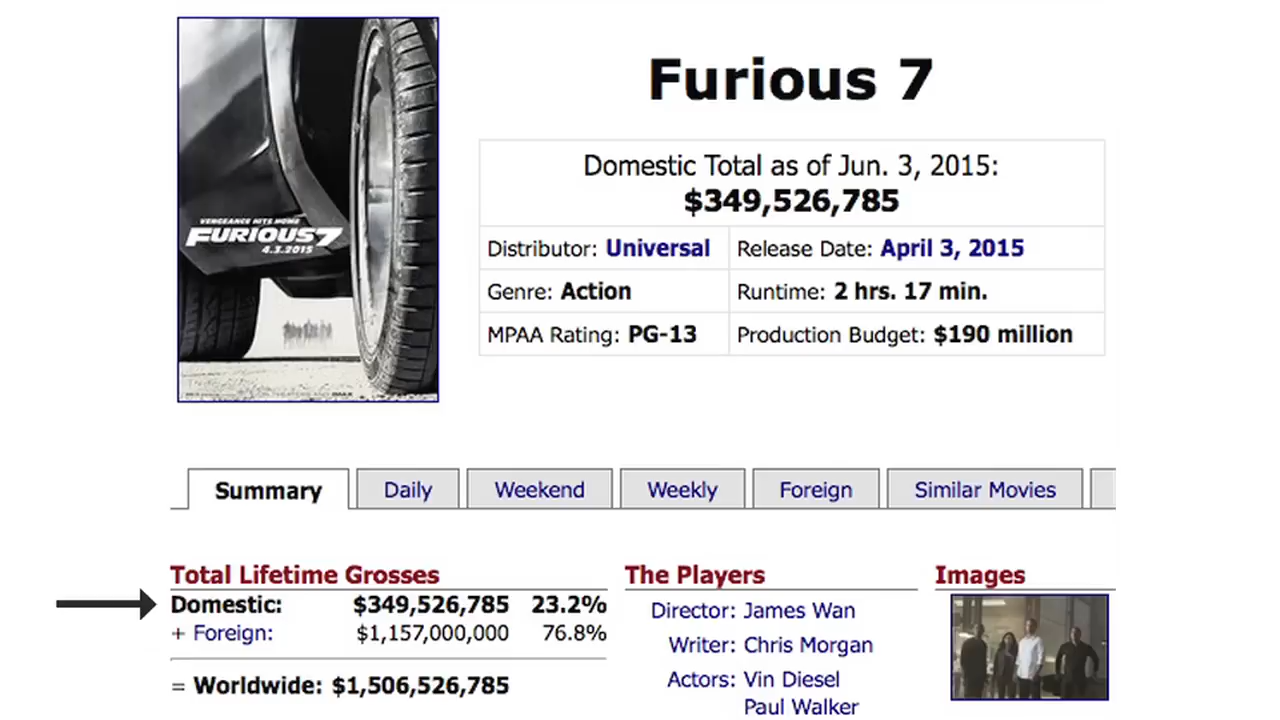 VENGEANCE HITS HOME
FURIOUS 7
4.3.2015
Furious 7
Domestic Total as of Jun. 3, 2015:
$349,526,785
Distributor: Universal
Release Date: April 3, 2015
Genre: Action
Runtime: 2 hrs. 17 min.
MPAA Rating: PG-13
Production Budget: $190 million
Summary
Daily
Weekend
Weekly
Foreign
Similar Movies
Total Lifetime Grosses
Domestic: $349,526,785 23.2%
+ Foreign: $1,157,000,000 76.8%
= Worldwide: $1,506,526,785
The Players
Director: James Wan
Writer: Chris Morgan
Actors: Vin Diesel
Paul Walker
Images